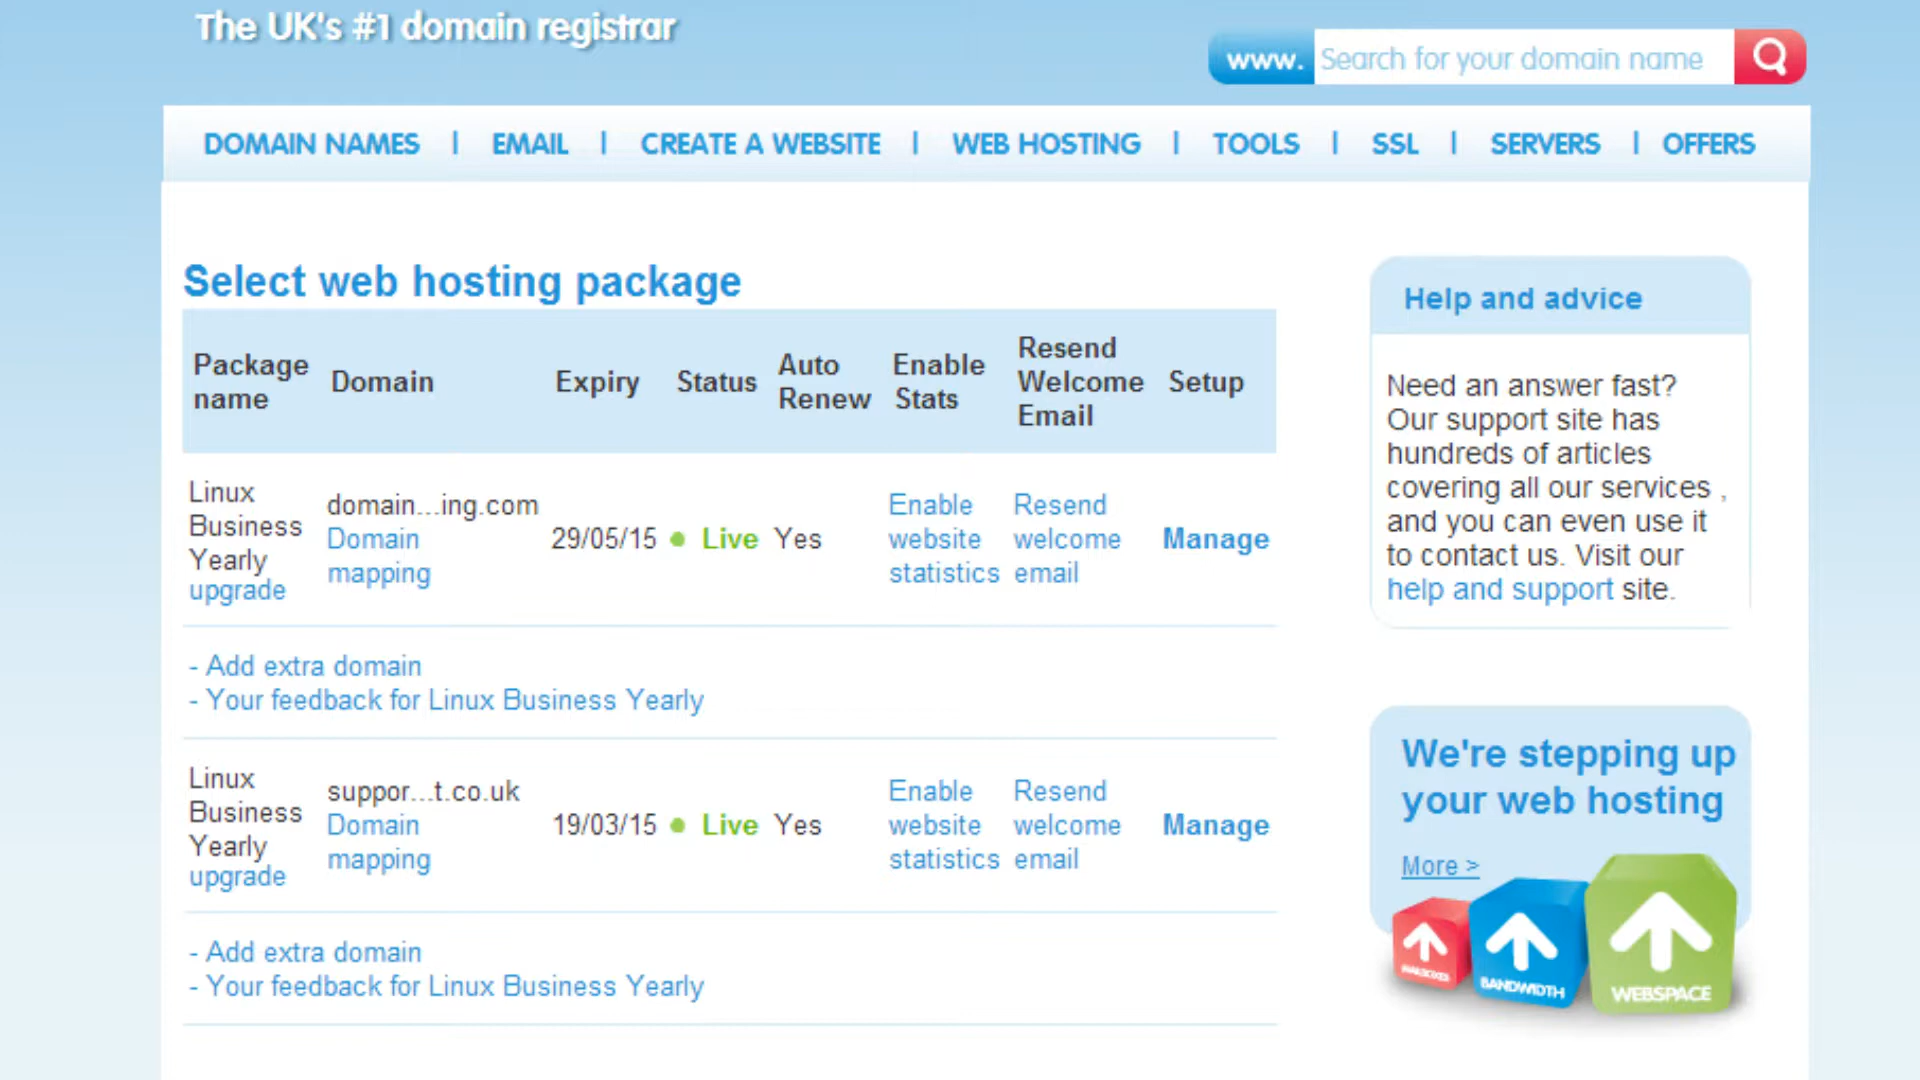 The UK's #1 domain registrar
www. Search for your domain name
DOMAIN NAMES | EMAIL | CREATE A WEBSITE | WEB HOSTING | TOOLS | SSL | SERVERS | OFFERS
Select web hosting package
Package name
Domain
Expiry
Status
Auto Renew
Enable Stats
Resend Welcome Email
Setup
Linux
Business
Yearly
upgrade
domain...ing.com
Domain
mapping
29/05/15
Live
Yes
Enable
website
statistics
Resend
welcome
email
Manage
- Add extra domain
- Your feedback for Linux Business Yearly
Linux
Business
Yearly
upgrade
suppor...t.co.uk
Domain
mapping
19/03/15
Live
Yes
Enable
website
statistics
Resend
welcome
email
Manage
- Add extra domain
- Your feedback for Linux Business Yearly
Help and advice
Need an answer fast?
Our support site has
hundreds of articles
covering all our services ,
and you can even use it
to contact us. Visit our
help and support site.
We're stepping up
your web hosting
More >
MAILBOXES
BANDWIDTH
WEBSPACE